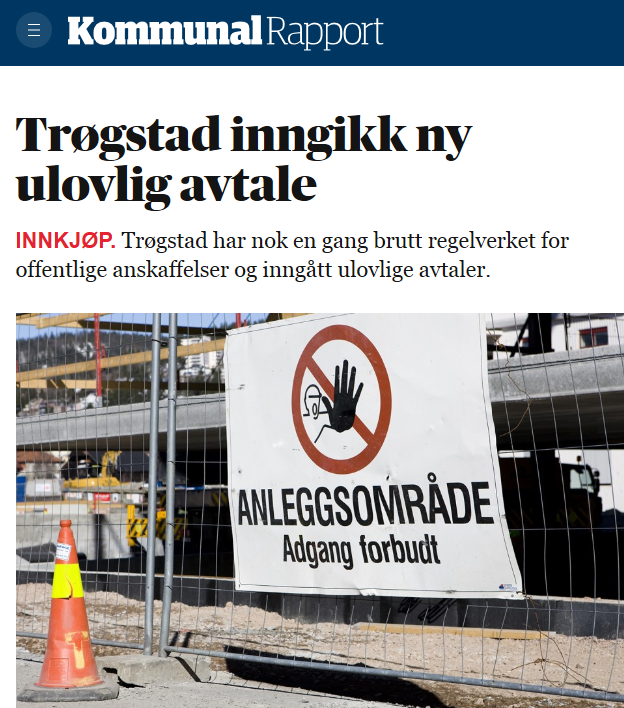 Kommunal Rapport
Trøgstad inngikk ny
ulovlig avtale
INNKJØP. Trøgstad har nok en gang brutt regelverket for
offentlige anskaffelser og inngått ulovlige avtaler.
ANLEGGSOMRÅDE
Adgang forbudt